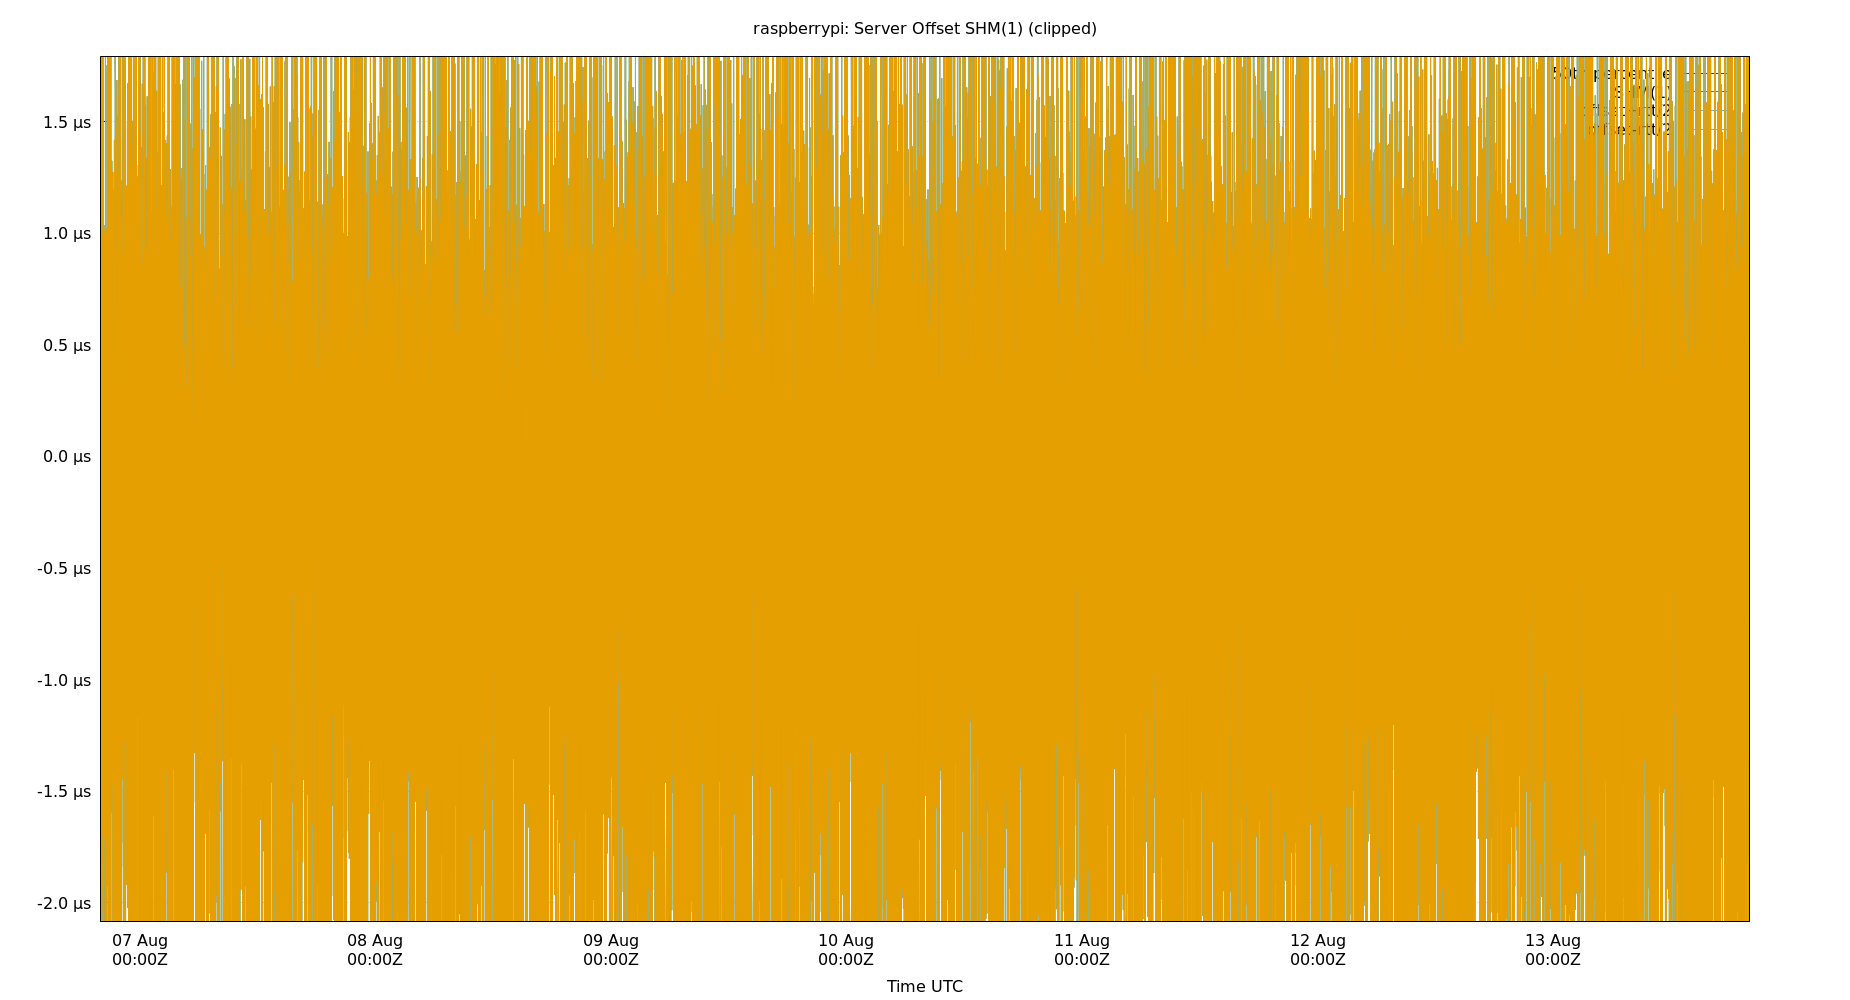 raspberrypi: Server Offset SHM(1) (clipped)
1.5 µs
1.0 µs
0.5 µs
0.0 µs
-0.5 µs
-1.0 µs
-1.5 µs
-2.0 µs
07 Aug
00:00Z
08 Aug
00:00Z
09 Aug
00:00Z
10 Aug
00:00Z
11 Aug
00:00Z
12 Aug
00:00Z
13 Aug
00:00Z
Time UTC